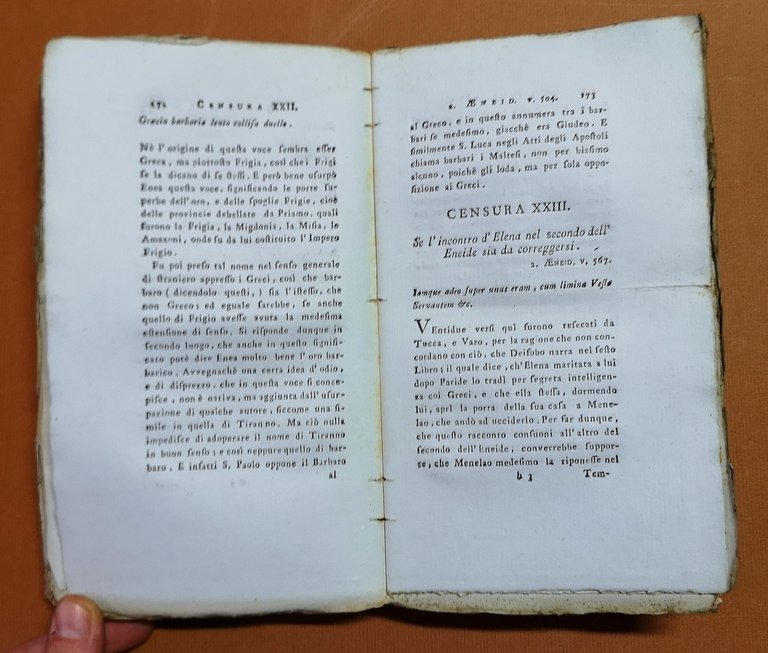 172 CENSURA XXII.
Græcia barbariæ lento collisa duello.
Nè l'origine di questa voce sembra esser
Greca, ma piuttosto Frigia, così che i Frigi
se la dicano di se stessi. E però bene usurpò
Enea questa voce, significando le porte su-
perbe dell'oro, e delle spoglie Frigie, cioè
delle provincie debellate da Priamo, quali
furono la Frigia, la Migdonia, la Misia, le
Amazoni, onde fu da lui costituito l'Impero
Frigio.
Fu poi preso tal nome nel senso generale
di straniero appresso i Greci, così che bar-
baro (dicendolo questi,) sia l'istesso, che
non Greco; ed eguale sarebbe, se anche
quello di Frigio avesse avuta la medesima
estensione di senso. Si risponde dunque in
secondo luogo, che anche in questo signifi-
cato potè dire Enea molto bene l'oro bar-
barico. Avvegnachè una certa idea d'odio,
e di disprezzo, che in questa voce si conce-
pisce, non è nativa, ma aggiunta dall'usur-
pazione di qualche autore, siccome una si-
mile in quella di Tiranno. Ma ciò nulla
impedisce di adoperare il nome di Tiranno
in buon senso; e così neppure quello di bar-
baro. E infatti S. Paolo oppone il Barbaro
al
2. ÆNEID. v. 504. 173
al Greco, e in questo annumera tra i bar-
bari se medesimo, giacchè era Giudeo. E
similmente S. Luca negli Atti degli Apostoli
chiama barbari i Maltesi, non per biasimo
alcuno, poichè gli loda, ma per sola oppo-
sizione ai Greci.
CENSURA XXIII.
Se l'incontro d'Elena nel secondo dell'
Eneide sia da correggersi.
2. ÆNEID. v. 567.
Iamque adeo super unus eram, cum limina Vestæ
Servantem &c.
VEntidue versi quì furono resecati da
Tucca, e Varo, per la ragione che non con-
cordano con ciò, che Deifobo narra nel sesto
Libro; il quale dice, ch'Elena maritata a lui
dopo Paride lo tradì per segreta intelligenza
coi Greci, e che ella stessa, dormendo
lui, aprì la porta della sua casa a Mene-
lao, che andò ad ucciderlo. Per far dunque,
che questo racconto consuoni all'altro del
secondo dell'Eneide, converrebbe suppor-
se, che Menelao medesimo la riponesse nel
h 3 Tem-